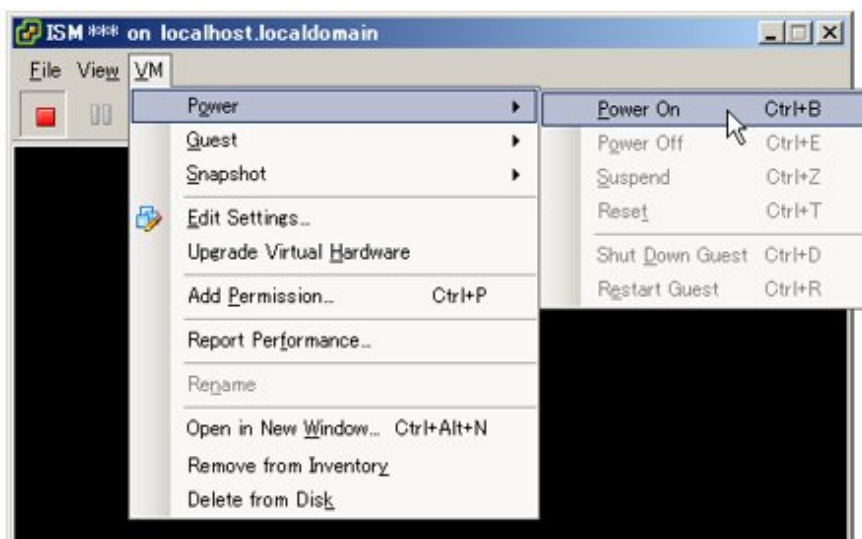 ISM *** on localhost.localdomain
File View VM
Power
Guest
Snapshot
Edit Settings...
Upgrade Virtual Hardware
Add Permission... Ctrl+P
Report Performance...
Rename
Open in New Window... Ctrl+Alt+N
Remove from Inventory
Delete from Disk
Power On Ctrl+B
Power Off Ctrl+E
Suspend Ctrl+Z
Reset Ctrl+T
Shut Down Guest Ctrl+D
Restart Guest Ctrl+R